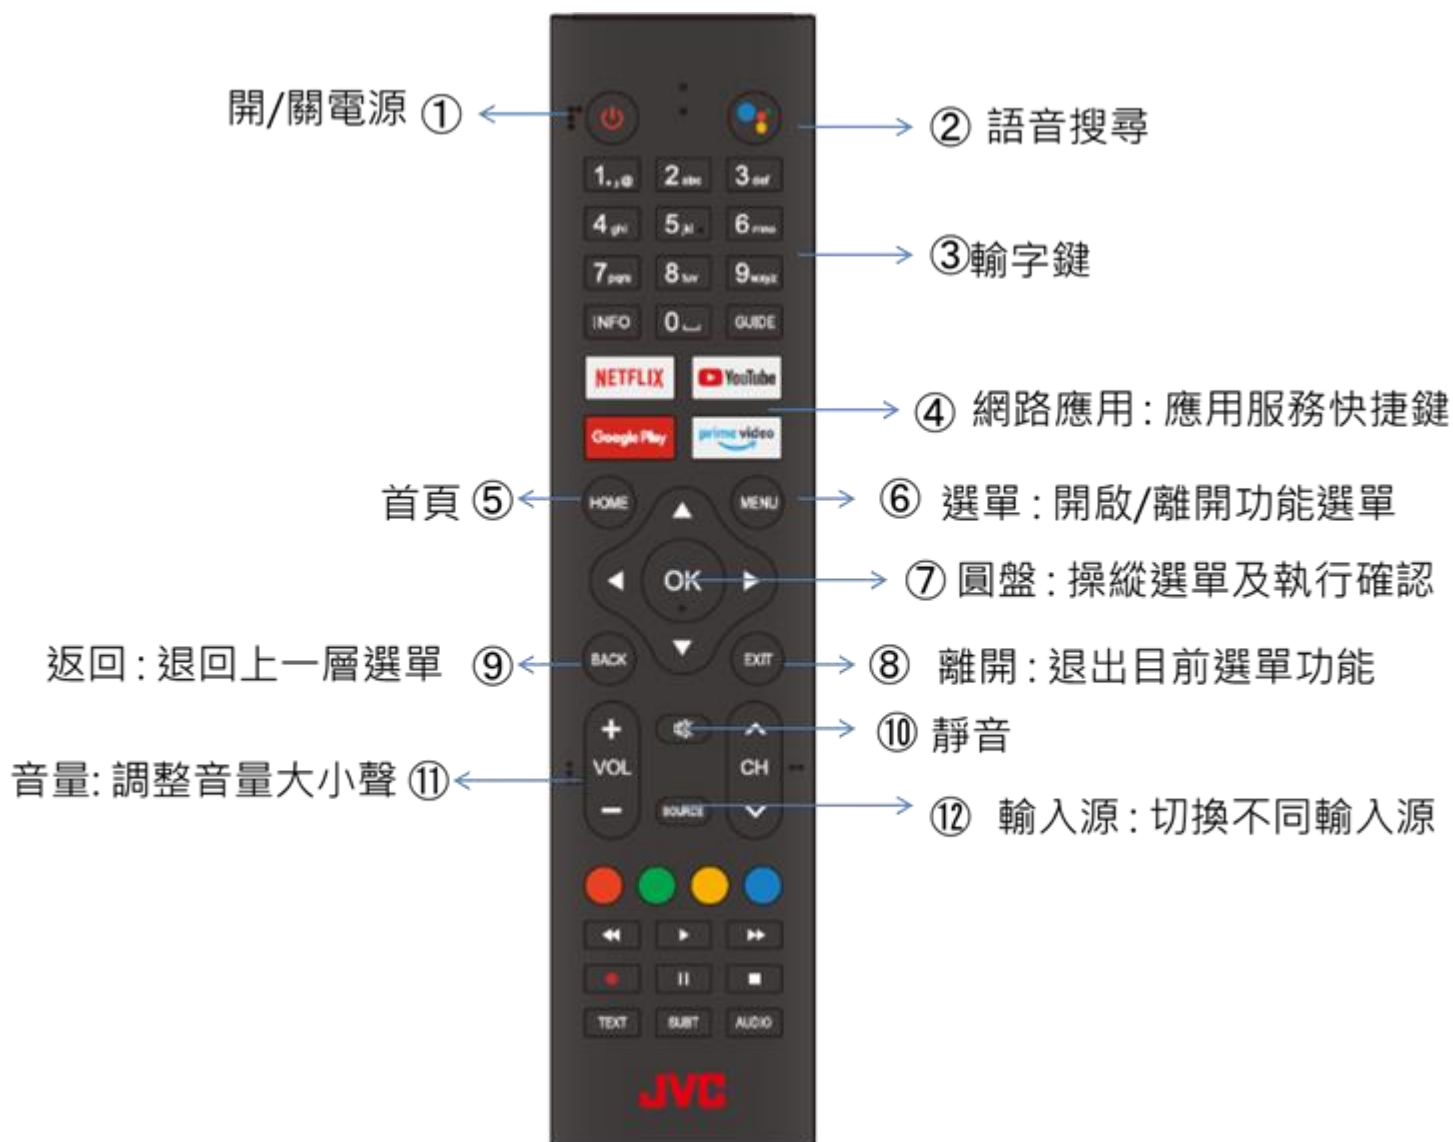 開/關電源 ①
② 語音搜尋
1.,@ 2abc 3def
4ghi 5jkl 6mno
③輸字鍵
7pqrs 8tuv 9wxyz
INFO 0 GUIDE
NETFLIX YouTube
④ 網路應用：應用服務快捷鍵
Google Play prime video
首頁 ⑤
HOME MENU
⑥ 選單：開啟/離開功能選單
OK
⑦ 圓盤：操縱選單及執行確認
返回：退回上一層選單 ⑨
BACK EXIT
⑧ 離開：退出目前選單功能
⑩ 靜音
+
VOL CH
音量: 調整音量大小聲 ⑪
− SOURCE
⑫ 輸入源：切換不同輸入源
TEXT SUBT AUDIO
JVC